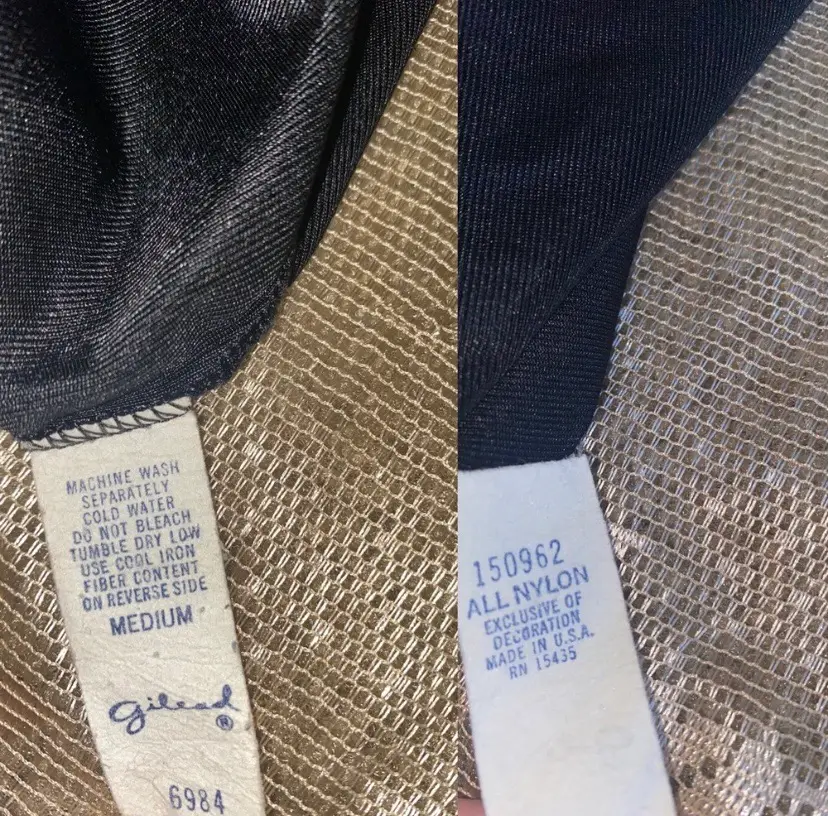 MACHINE WASH
SEPARATELY
COLD WATER
DO NOT BLEACH
TUMBLE DRY LOW
USE COOL IRON
FIBER CONTENT
ON REVERSE SIDE
MEDIUM
Gilead ®
6984
150962
ALL NYLON
EXCLUSIVE OF
DECORATION
MADE IN U.S.A.
RN 15435